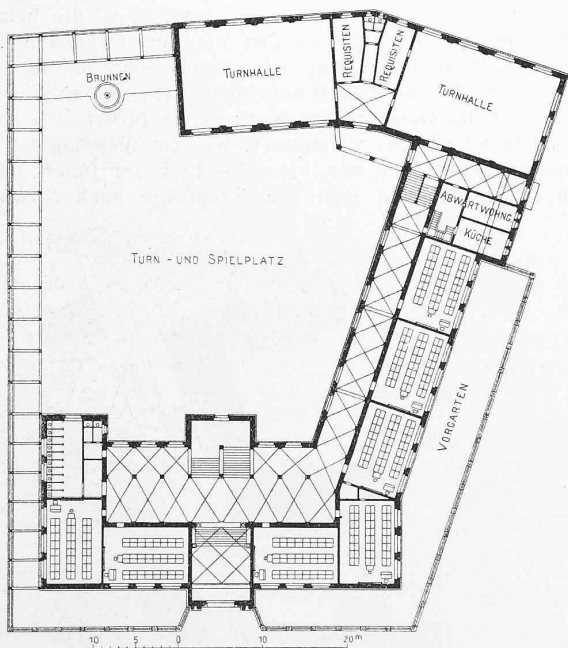 BRUNNEN
TURNHALLE
REQUISITEN
REQUISITEN
TURNHALLE
ABWARTWOHNG
KÜCHE
TURN - UND SPIELPLATZ
VORGARTEN
10 5 0 10 20m